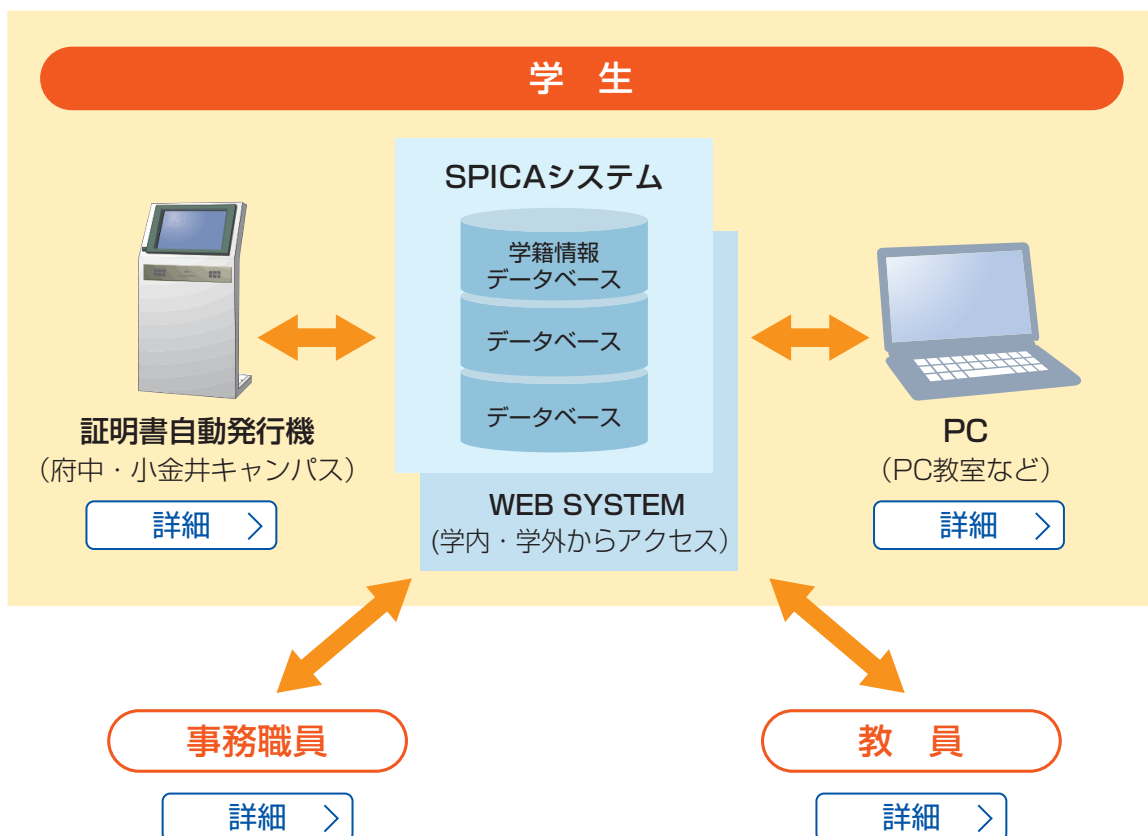 学　生
SPICAシステム
学籍情報
データベース
データベース
データベース
WEB SYSTEM
(学内・学外からアクセス）
証明書自動発行機
（府中・小金井キャンパス）
詳細
PC
（PC教室など）
詳細
事務職員
詳細
教　員
詳細